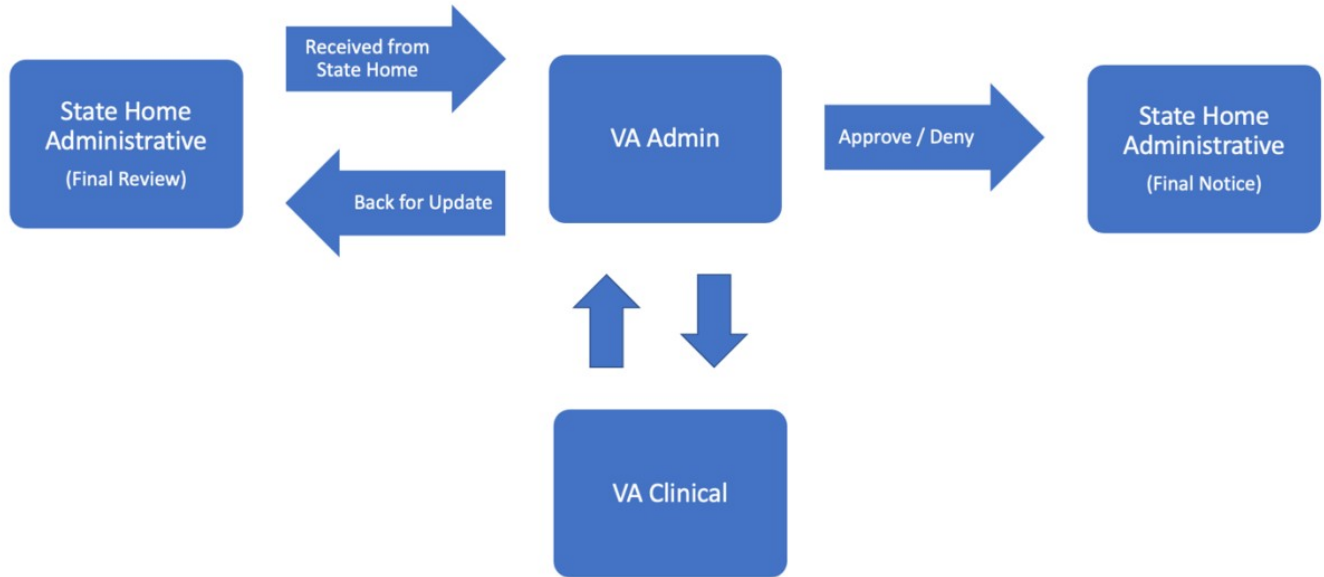 State Home
Administrative
(Final Review)
Received from
State Home
Back for Update
VA Admin
Approve / Deny
State Home
Administrative
(Final Notice)
VA Clinical